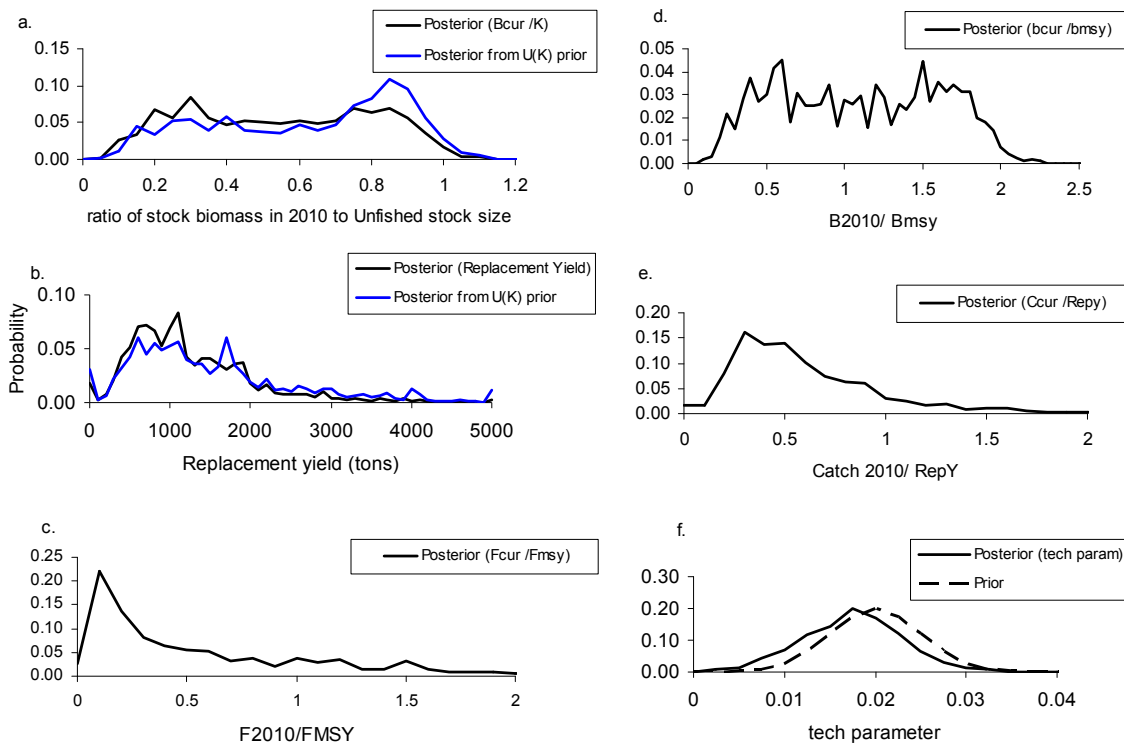 a.
Posterior (Bcur /K)
Posterior from U(K) prior
0.15
0.10
0.05
0.00
0 0.2 0.4 0.6 0.8 1 1.2
ratio of stock biomass in 2010 to Unfished stock size
b.
Posterior (Replacement Yield)
Posterior from U(K) prior
Probability
0.10
0.05
0.00
0 1000 2000 3000 4000 5000
Replacement yield (tons)
c.
Posterior (Fcur /Fmsy)
0.25
0.20
0.15
0.10
0.05
0.00
0 0.5 1 1.5 2
F2010/FMSY
d.
Posterior (bcur /bmsy)
0.05
0.04
0.03
0.02
0.01
0.00
0 0.5 1 1.5 2 2.5
B2010/ Bmsy
e.
Posterior (Ccur /Repy)
0.20
0.15
0.10
0.05
0.00
0 0.5 1 1.5 2
Catch 2010/ RepY
f.
Posterior (tech param)
Prior
0.30
0.20
0.10
0.00
0 0.01 0.02 0.03 0.04
tech parameter